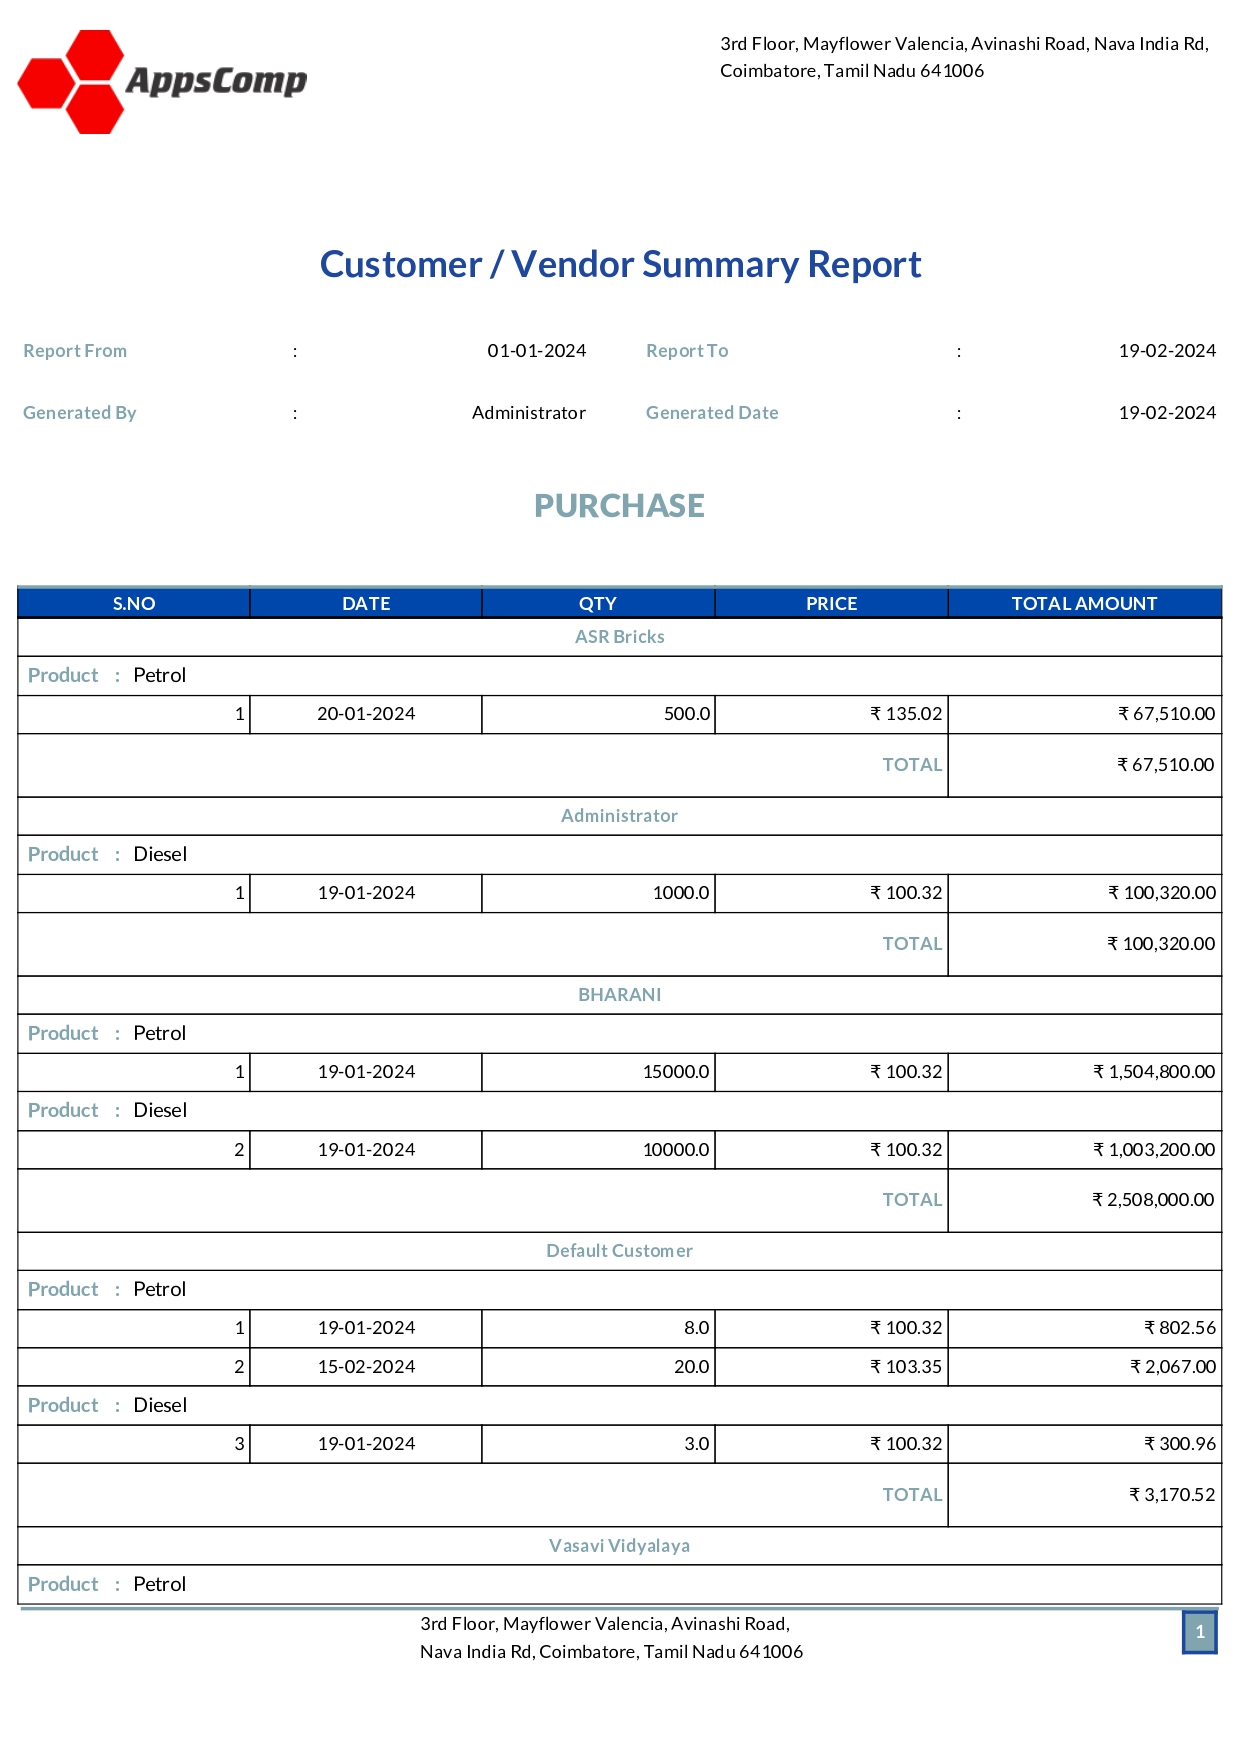 AppsComp
3rd Floor, Mayflower Valencia, Avinashi Road, Nava India Rd,
Coimbatore, Tamil Nadu 641006
Customer / Vendor Summary Report
Report From : 01-01-2024 Report To : 19-02-2024
Generated By : Administrator Generated Date : 19-02-2024
PURCHASE
S.NO DATE QTY PRICE TOTAL AMOUNT
ASR Bricks
Product : Petrol
1 20-01-2024 500.0 ₹ 135.02 ₹ 67,510.00
TOTAL ₹ 67,510.00
Administrator
Product : Diesel
1 19-01-2024 1000.0 ₹ 100.32 ₹ 100,320.00
TOTAL ₹ 100,320.00
BHARANI
Product : Petrol
1 19-01-2024 15000.0 ₹ 100.32 ₹ 1,504,800.00
Product : Diesel
2 19-01-2024 10000.0 ₹ 100.32 ₹ 1,003,200.00
TOTAL ₹ 2,508,000.00
Default Customer
Product : Petrol
1 19-01-2024 8.0 ₹ 100.32 ₹ 802.56
2 15-02-2024 20.0 ₹ 103.35 ₹ 2,067.00
Product : Diesel
3 19-01-2024 3.0 ₹ 100.32 ₹ 300.96
TOTAL ₹ 3,170.52
Vasavi Vidyalaya
Product : Petrol
3rd Floor, Mayflower Valencia, Avinashi Road,
Nava India Rd, Coimbatore, Tamil Nadu 641006
1